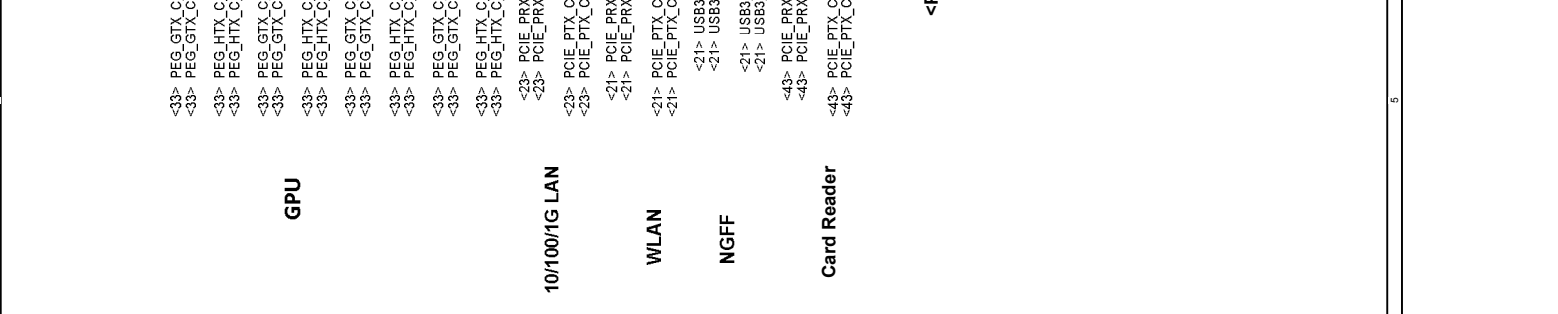 <33> PEG_GTX_C
<33> PEG_GTX_C
<33> PEG_HTX_C
<33> PEG_HTX_C
<33> PEG_GTX_C
<33> PEG_GTX_C
GPU
<33> PEG_HTX_C
<33> PEG_HTX_C
<33> PEG_GTX_C
<33> PEG_GTX_C
<33> PEG_HTX_C
<33> PEG_HTX_C
<33> PEG_GTX_C
<33> PEG_GTX_C
<33> PEG_HTX_C
<33> PEG_HTX_C
<23> PCIE_PRX
<23> PCIE_PRX
10/100/1G LAN
<23> PCIE_PTX_C
<23> PCIE_PTX_C
<21> PCIE_PRX
<21> PCIE_PRX
WLAN
<21> PCIE_PTX_C
<21> PCIE_PTX_C
<21> USB3
<21> USB3
NGFF
<21> USB3
<21> USB3
<43> PCIE_PRX
<43> PCIE_PRX
Card Reader
<43> PCIE_PTX_C
<43> PCIE_PTX_C
5